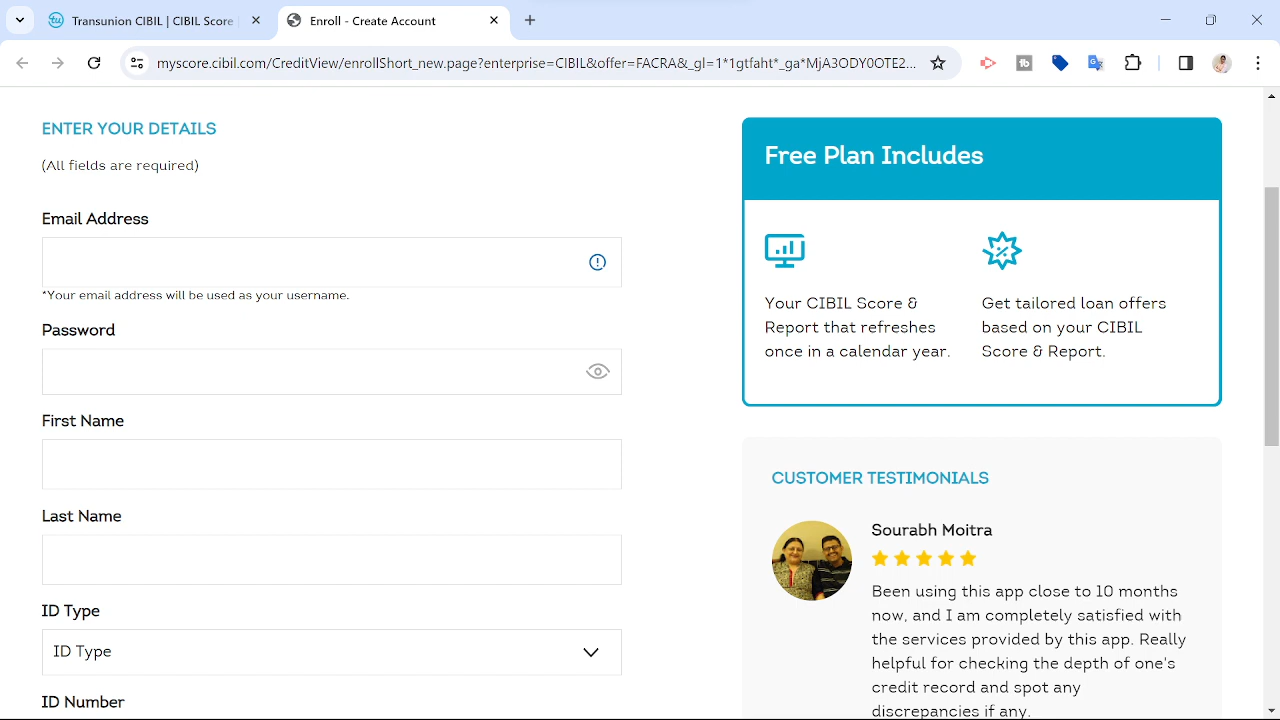 Transunion CIBIL | CIBIL Score
Enroll - Create Account
myscore.cibil.com/CreditView/enrollShort_new.page?enterprise=CIBIL&offer=FACRA&_gl=1*1gtfaht*_ga*MjA3ODY0OTE2...
ENTER YOUR DETAILS
(All fields are required)
Email Address
*Your email address will be used as your username.
Password
First Name
Last Name
ID Type
ID Type
ID Number
Free Plan Includes
Your CIBIL Score &
Report that refreshes
once in a calendar year.
Get tailored loan offers
based on your CIBIL
Score & Report.
CUSTOMER TESTIMONIALS
Sourabh Moitra
Been using this app close to 10 months
now, and I am completely satisfied with
the services provided by this app. Really
helpful for checking the depth of one's
credit record and spot any
discrepancies if any.